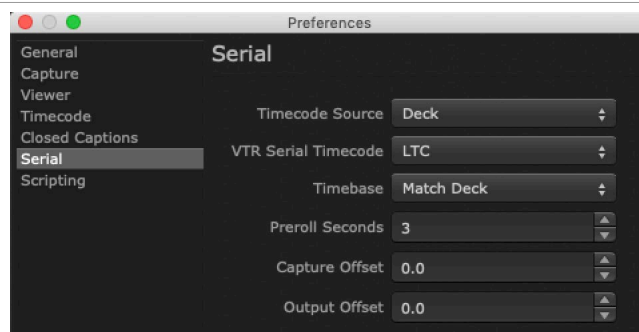 Preferences
General
Capture
Viewer
Timecode
Closed Captions
Serial
Scripting
Serial
Timecode Source Deck
VTR Serial Timecode LTC
Timebase Match Deck
Preroll Seconds 3
Capture Offset 0.0
Output Offset 0.0